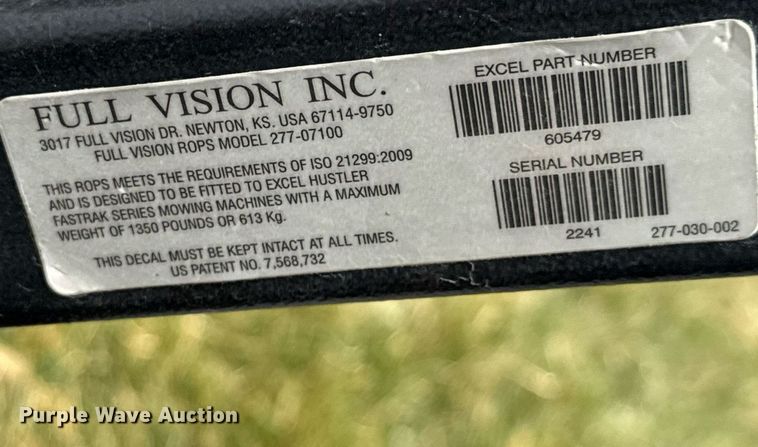 FULL VISION INC.
3017 FULL VISION DR. NEWTON, KS. USA 67114-9750
FULL VISION ROPS MODEL 277-07100
THIS ROPS MEETS THE REQUIREMENTS OF ISO 21299:2009
AND IS DESIGNED TO BE FITTED TO EXCEL HUSTLER
FASTRAK SERIES MOWING MACHINES WITH A MAXIMUM
WEIGHT OF 1350 POUNDS OR 613 Kg.
THIS DECAL MUST BE KEPT INTACT AT ALL TIMES.
US PATENT NO. 7,568,732
EXCEL PART NUMBER
605479
SERIAL NUMBER
2241
277-030-002
Purple Wave Auction